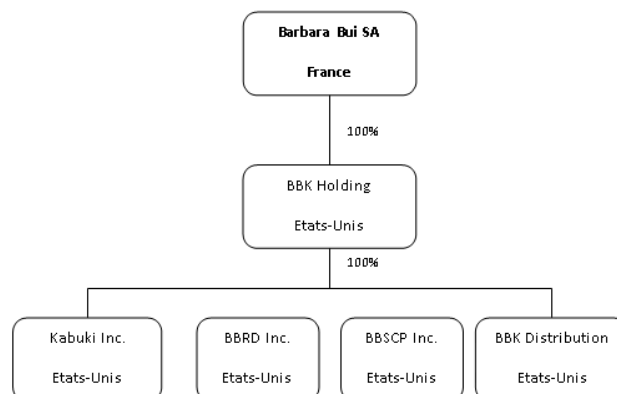 Barbara Bui SA
France
100%
BBK Holding
Etats-Unis
100%
Kabuki Inc.
Etats-Unis
BBRD Inc.
Etats-Unis
BBSCP Inc.
Etats-Unis
BBK Distribution
Etats-Unis